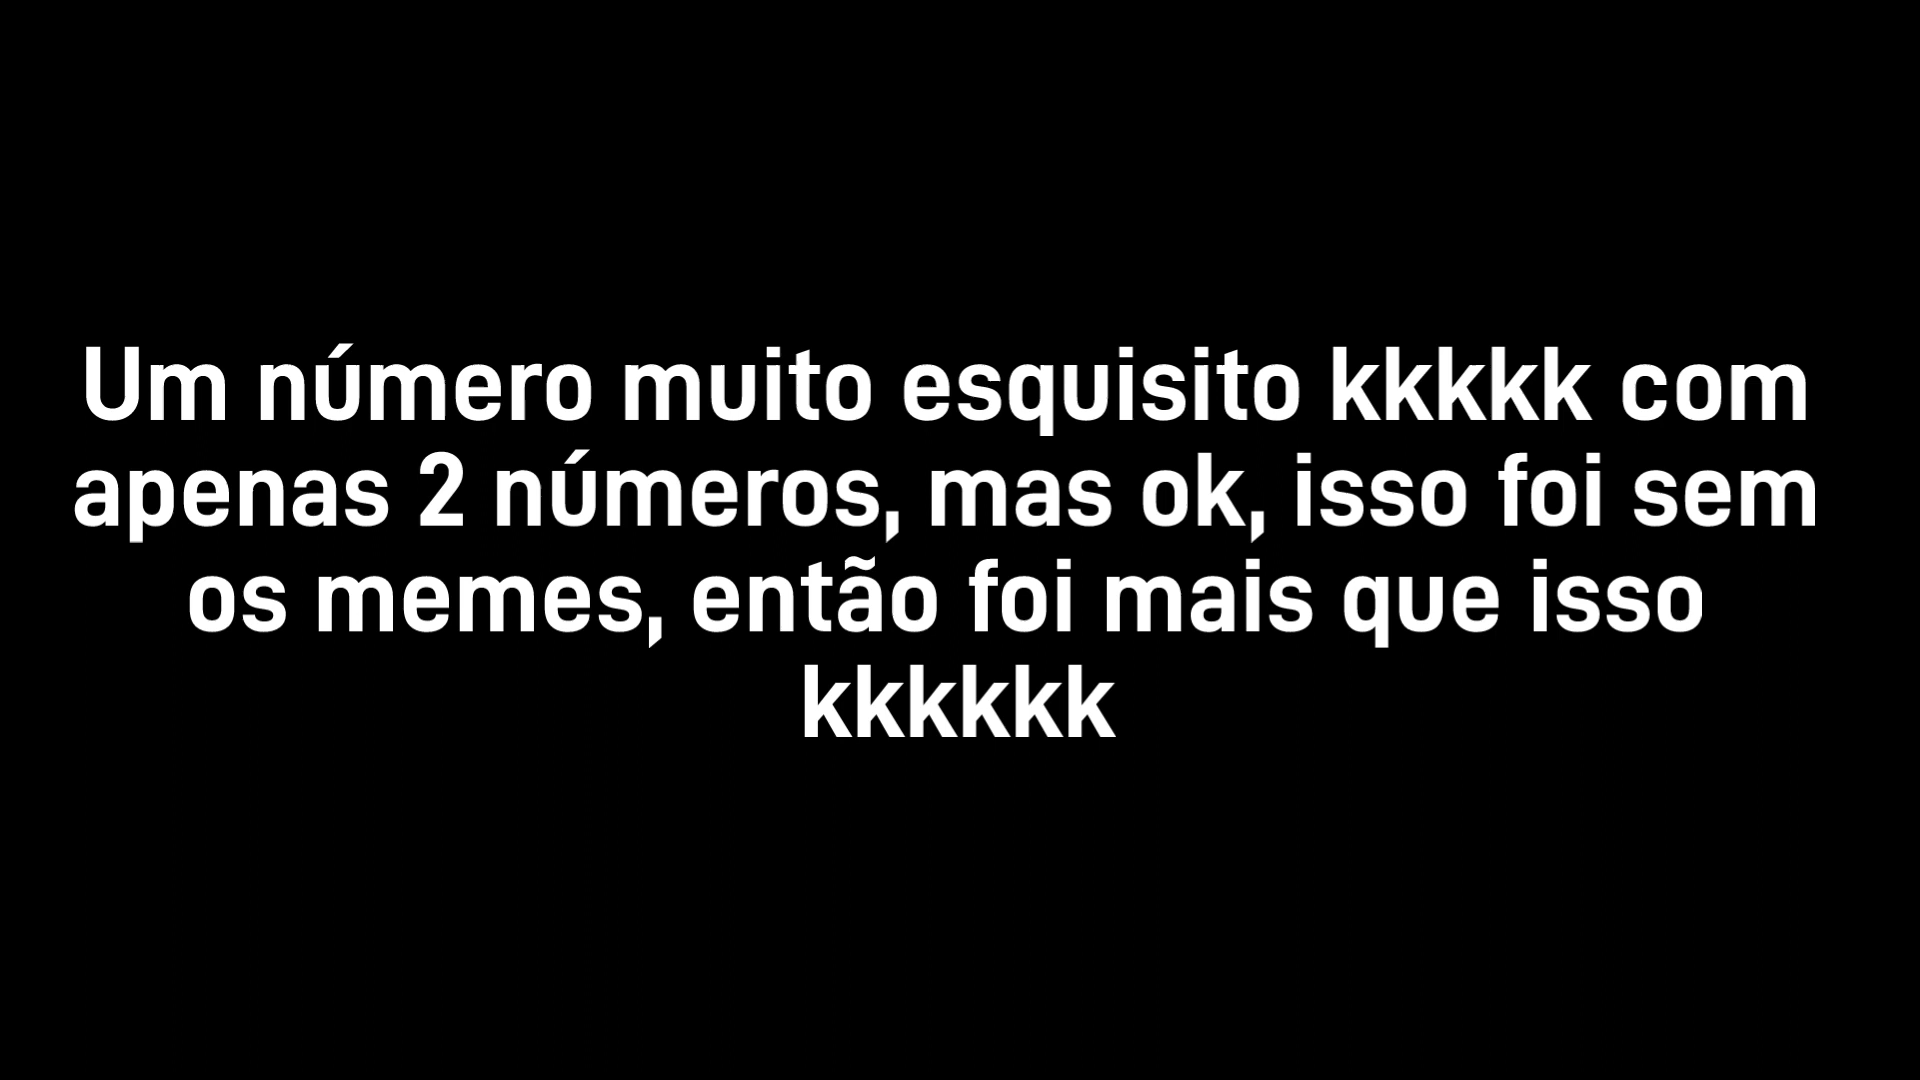 Um número muito esquisito kkkkk com
apenas 2 números, mas ok, isso foi sem
os memes, então foi mais que isso
kkkkkk